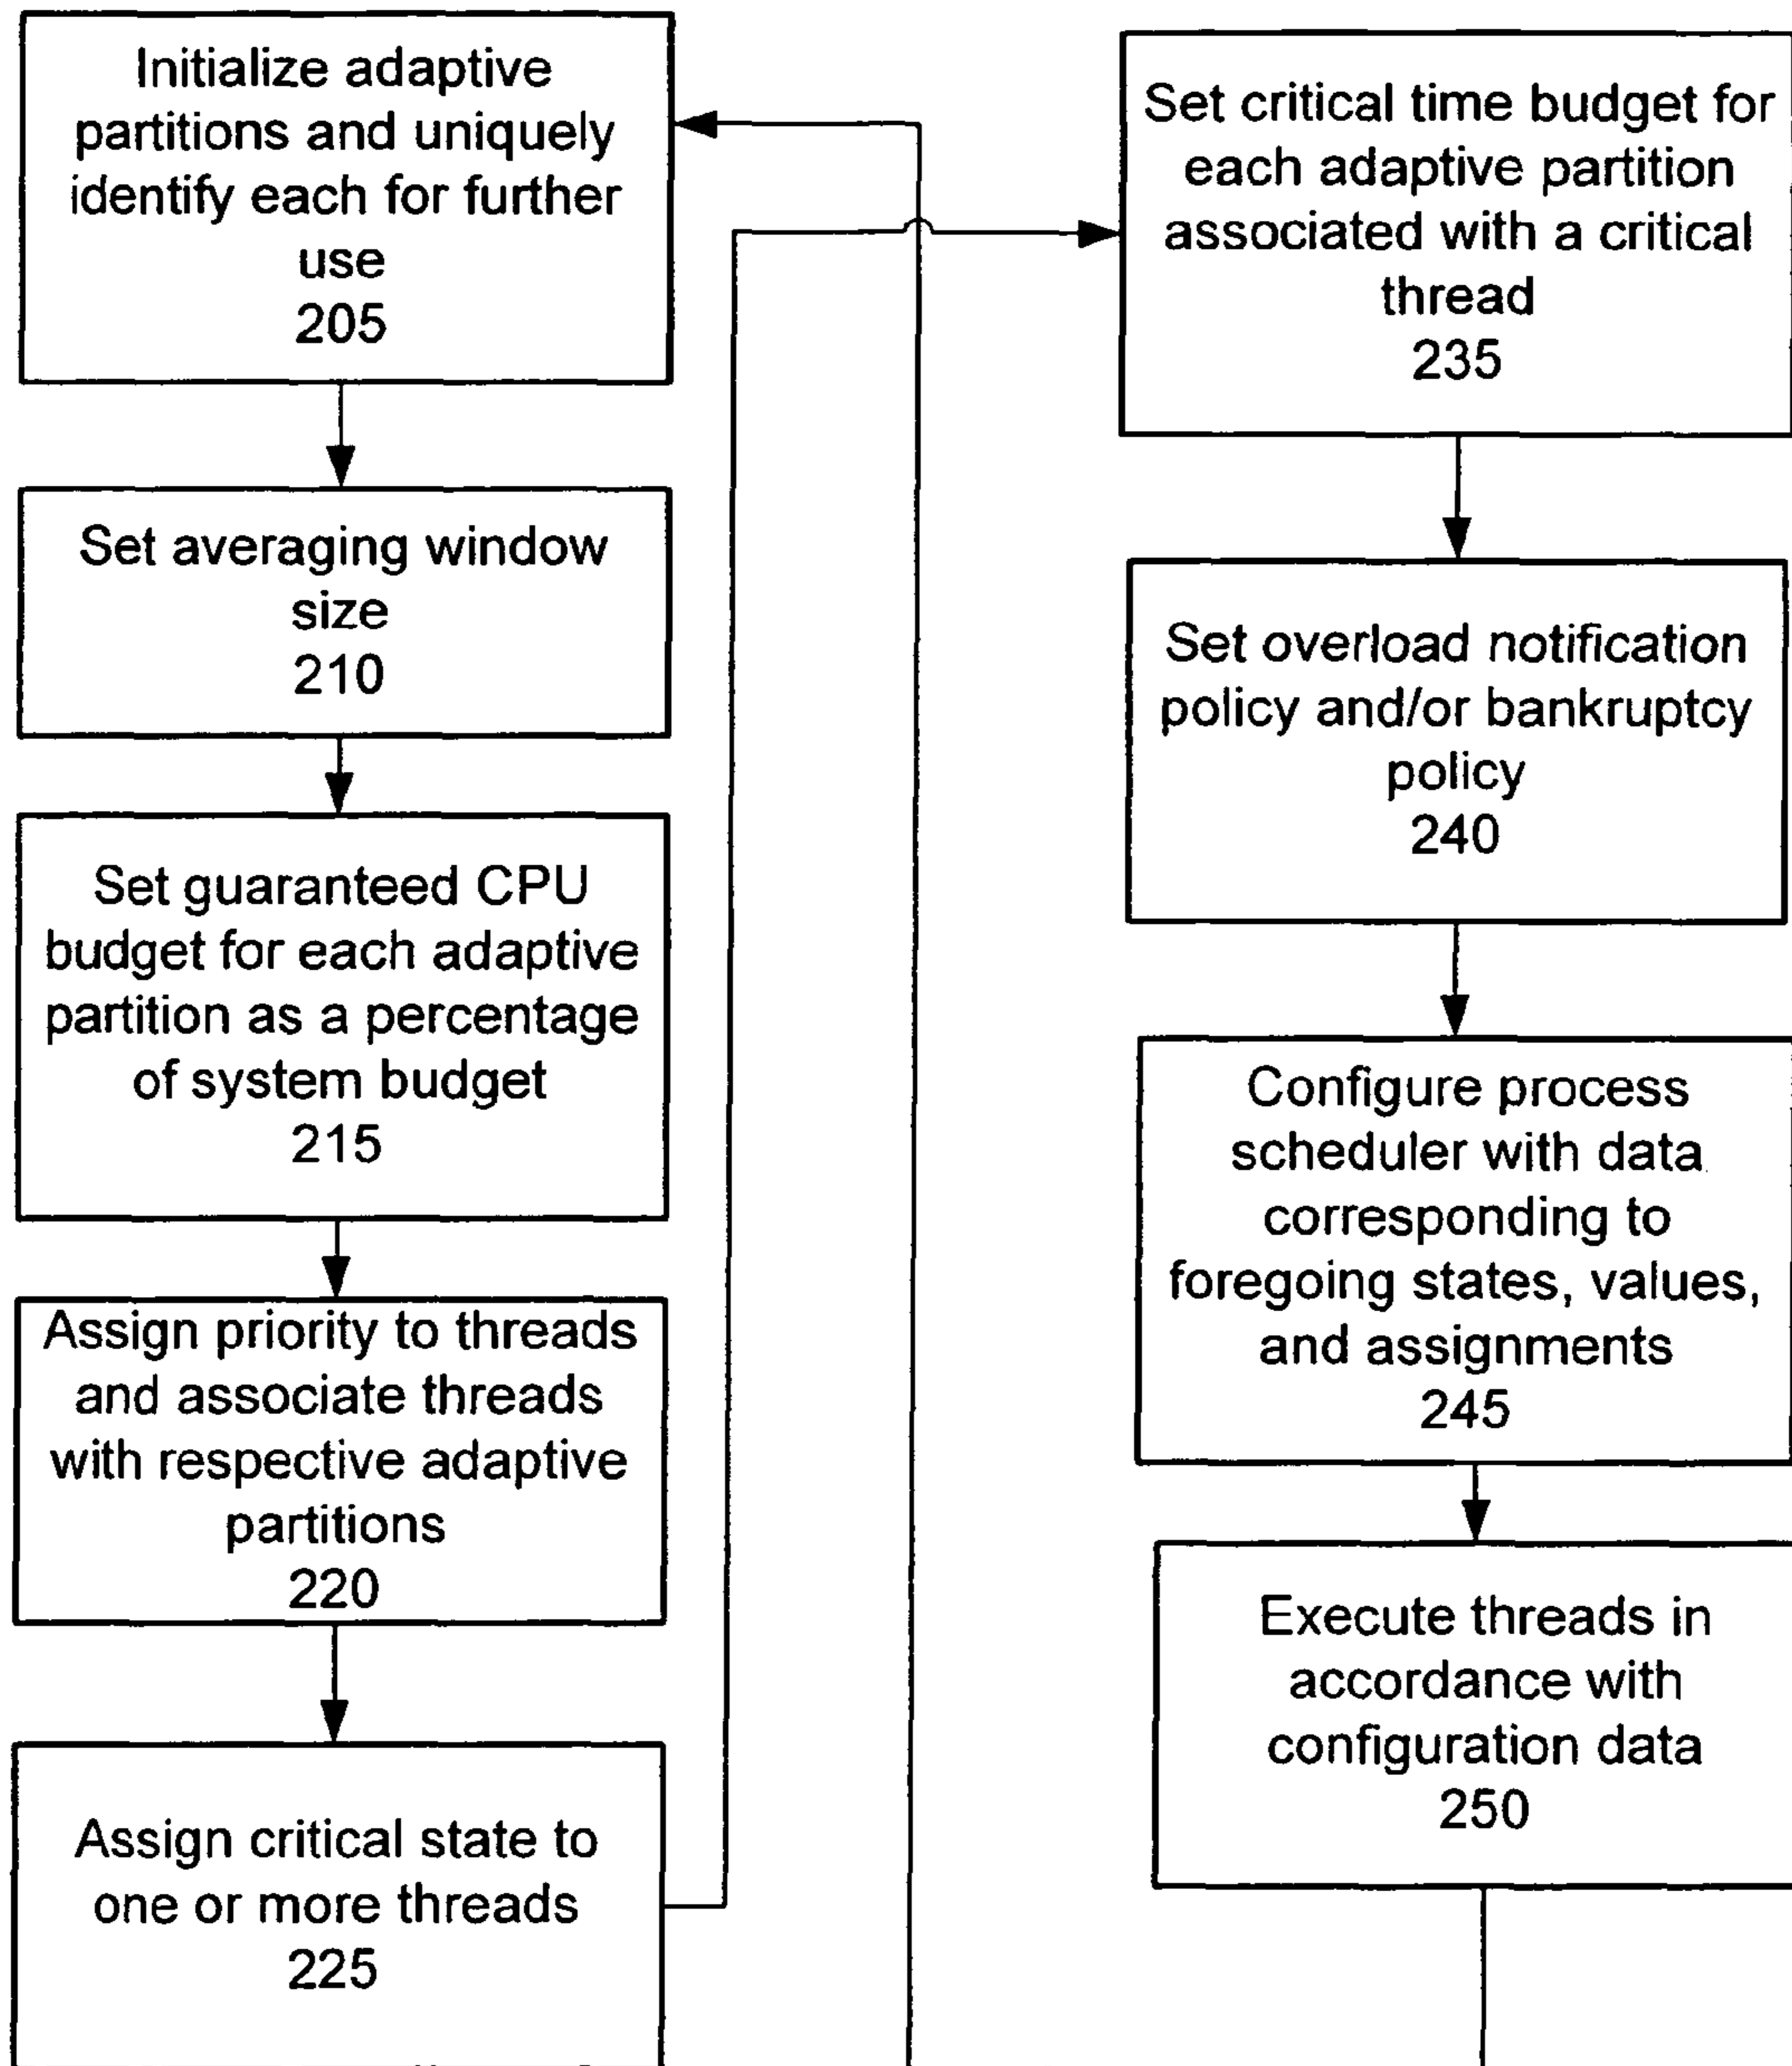 Initialize adaptive
partitions and uniquely
identify each for further
use
205
Set averaging window
size
210
Set guaranteed CPU
budget for each adaptive
partition as a percentage
of system budget
215
Assign priority to threads
and associate threads
with respective adaptive
partitions
220
Assign critical state to
one or more threads
225
Set critical time budget for
each adaptive partition
associated with a critical
thread
235
Set overload notification
policy and/or bankruptcy
policy
240
Configure process
scheduler with data
corresponding to
foregoing states, values,
and assignments
245
Execute threads in
accordance with
configuration data
250